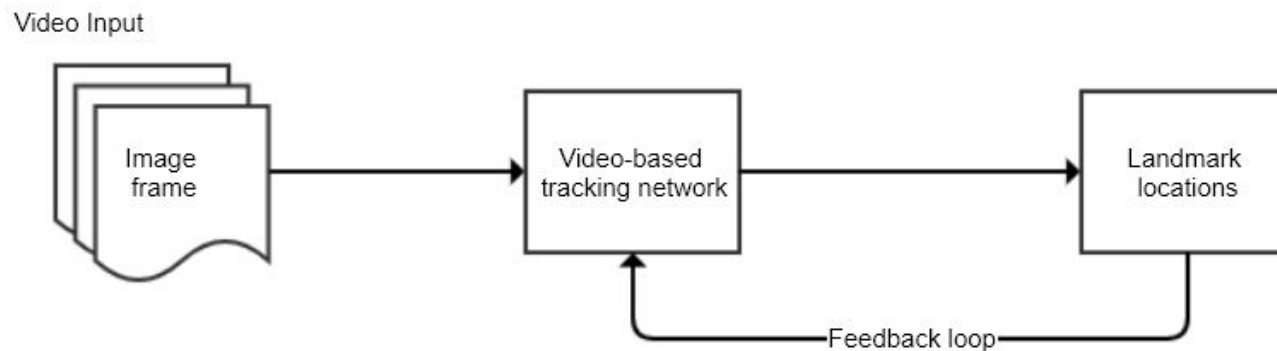 Video Input
Image
frame
Video-based
tracking network
Landmark
locations
Feedback loop